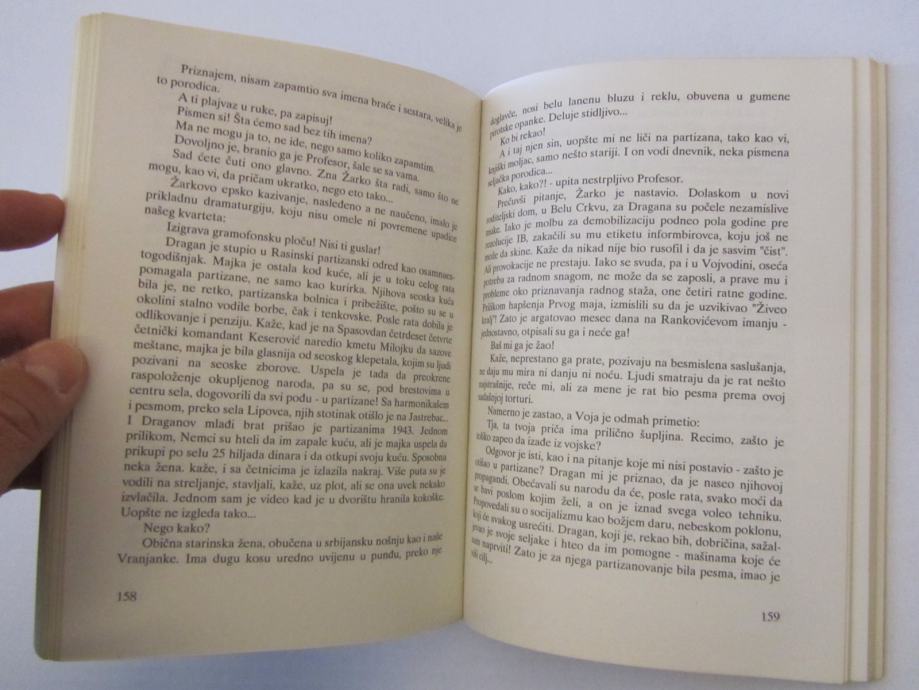 Priznajem, nisam zapamtio sva imena braće i sestara, velika je
to porodica.
A ti plajvaz u ruke, pa zapisuj!
Pismen si! Šta ćemo sad bez tih imena?
Ma ne mogu ja to, ne ide, nego samo koliko zapamtim.
Dovoljno je, branio ga je Profesor, šale se sa vama.
Sad ćete čuti ono glavno. Zna Žarko šta radi, samo što ne
mogu, kao vi, da pričam ukratko, nego eto tako...
Žarkovo epsko kazivanje, nasleđeno a ne naučeno, imalo je
prikladnu dramaturgiju, koju nisu omele ni povremene upadice
našeg kvarteta:
Izigrava gramofonsku ploču! Nisi ti guslar!
Dragan je stupio u Rasinski partizanski odred kao osamnaes-
togodišnjak. Majka je ostala kod kuće, ali je u toku celog rata
pomagala partizane, ne samo kao kurirka. Njihova seoska kuća
bila je, ne retko, partizanska bolnica i pribežište, pošto su se u
okolini stalno vodile borbe, čak i tenkovske. Posle rata dobila je
odlikovanje i penziju. Kaže, kad je na Spasovdan četrdeset četvrte
četnički komandant Keserović naredio kmetu Milojku da sazove
meštane, majka je bila glasnija od seoskog klepetala, kojim su ljudi
pozivani na seoske zborove. Uspela je tada da preokrene
raspoloženje okupljenog naroda, pa su se, pod brestovima u
centru sela, dogovorili da svi pođu - u partizane! Sa harmonikašem
i pesmom, preko sela Lipovca, njih stotinak otišlo je na Jastrebac...
I Draganov mlađi brat prišao je partizanima 1943. Jednom
prilikom, Nemci su hteli da im zapale kuću, ali je majka uspela da
prikupi po selu 25 hiljada dinara i da otkupi svoju kuću. Sposobna
neka žena. kaže, i sa četnicima je izlazila nakraj. Više puta su je
vodili na streljanje, stavljali, kaže, uz plot, ali se ona uvek nekako
izvlačila. Jednom sam je video kad je u dvorištu hranila kokoške.
Uopšte ne izgleda tako...
Nego kako?
Obična starinska žena, obučena u srbijansku nošnju kao i naše
Vranjanke. Ima dugu kosu uredno uvijenu u punđu, preko nje
158
doglavče, nosi belu lanenu bluzu i reklu, obuvena u gumene
pirotske opanke. Deluje stidljivo...
Ko bi rekao!
A i taj njen sin, uopšte mi ne liči na partizana, tako kao vi,
knjiški moljac, samo nešto stariji. I on vodi dnevnik, neka pismena
seljačka porodica...
Kako, kako?! - upita nestrpljivo Profesor.
Prečuvši pitanje, Žarko je nastavio. Dolaskom u novi
roditeljski dom, u Belu Crkvu, za Dragana su počele nezamislive
muke. Iako je molbu za demobilizaciju podneo pola godine pre
rezolucije IB, zakačili su mu etiketu informbirovca, koju još ne
može da skine. Kaže da nikad nije bio rusofil i da je sasvim "čist".
Ali provokacije ne prestaju. Iako se svuda, pa i u Vojvodini, oseća
potreba za radnom snagom, ne može da se zaposli, a prave mu i
probleme oko priznavanja radnog staža, one četiri ratne godine.
Prilikom hapšenja Prvog maja, izmislili su da je uzvikivao "Živeo
kralj"! Zato je argatovao mesec dana na Rankovićevom imanju -
jednostavno, otpisali su ga i neće ga!
Baš mi ga je žao!
Kaže, neprestano ga prate, pozivaju na besmislena saslušanja,
ne daju mu mira ni danju ni noću. Ljudi smatraju da je rat nešto
najstrašnije, reče mi, ali za mene je rat bio pesma prema ovoj
sadašnjoj torturi.
Namerno je zastao, a Voja je odmah primetio:
Tja, ta tvoja priča ima prilično šupljina. Recimo, zašto je
toliko zapeo da izađe iz vojske?
Odgovor je isti, kao i na pitanje koje mi nisi postavio - zašto je
otišao u partizane? Dragan mi je priznao, da je naseo njihovoj
propagandi. Obećavali su narodu da će, posle rata, svako moći da
se bavi poslom kojim želi, a on je iznad svega voleo tehniku.
Propovedali su o socijalizmu kao božjem daru, nebeskom poklonu,
koji će svakog usrećiti. Dragan, koji je, rekao bih, dobričina, sažal-
jevao je svoje seljake i hteo da im pomogne - mašinama koje će
sam napraviti! Zato je za njega partizanovanje bila pesma, imao je
cilj...
159